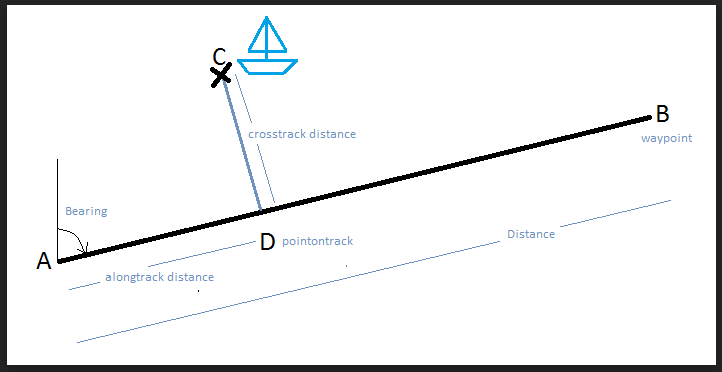 C
crosstrack distance
B
waypoint
Bearing
A
D pointontrack
Distance
alongtrack distance